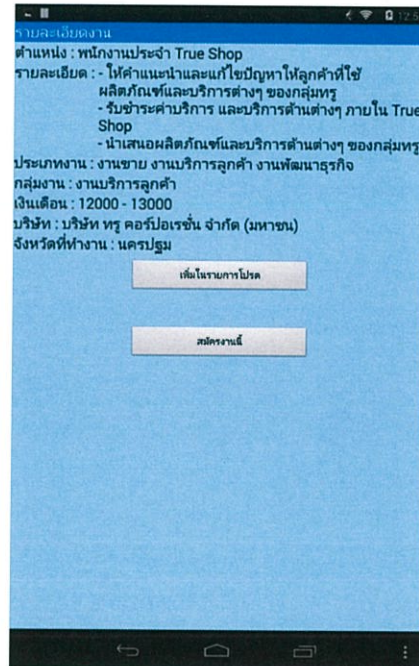 รายละเอียดงาน
ตำแหน่ง : พนักงานประจำ True Shop
รายละเอียด : - ให้คำแนะนำและแก้ไขปัญหาให้ลูกค้าที่ใช้
ผลิตภัณฑ์และบริการต่างๆ ของกลุ่มทรู
- รับชำระค่าบริการ และบริการด้านต่างๆ ภายใน True
Shop
- นำเสนอผลิตภัณฑ์และบริการด้านต่างๆ ของกลุ่มทรู
ประเภทงาน : งานขาย งานบริการลูกค้า งานพัฒนาธุรกิจ
กลุ่มงาน : งานบริการลูกค้า
เงินเดือน : 12000 - 13000
บริษัท : บริษัท ทรู คอร์ปอเรชั่น จำกัด (มหาชน)
จังหวัดที่ทำงาน : นครปฐม
เพิ่มในรายการโปรด
สมัครงานนี้